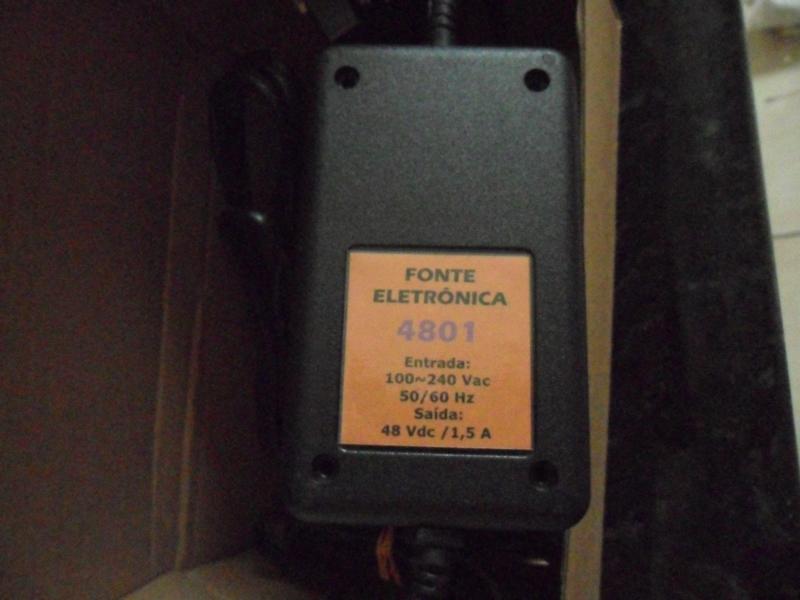 FONTE
ELETRÔNICA
4801
Entrada:
100~240 Vac
50/60 Hz
Saída:
48 Vdc /1,5 A